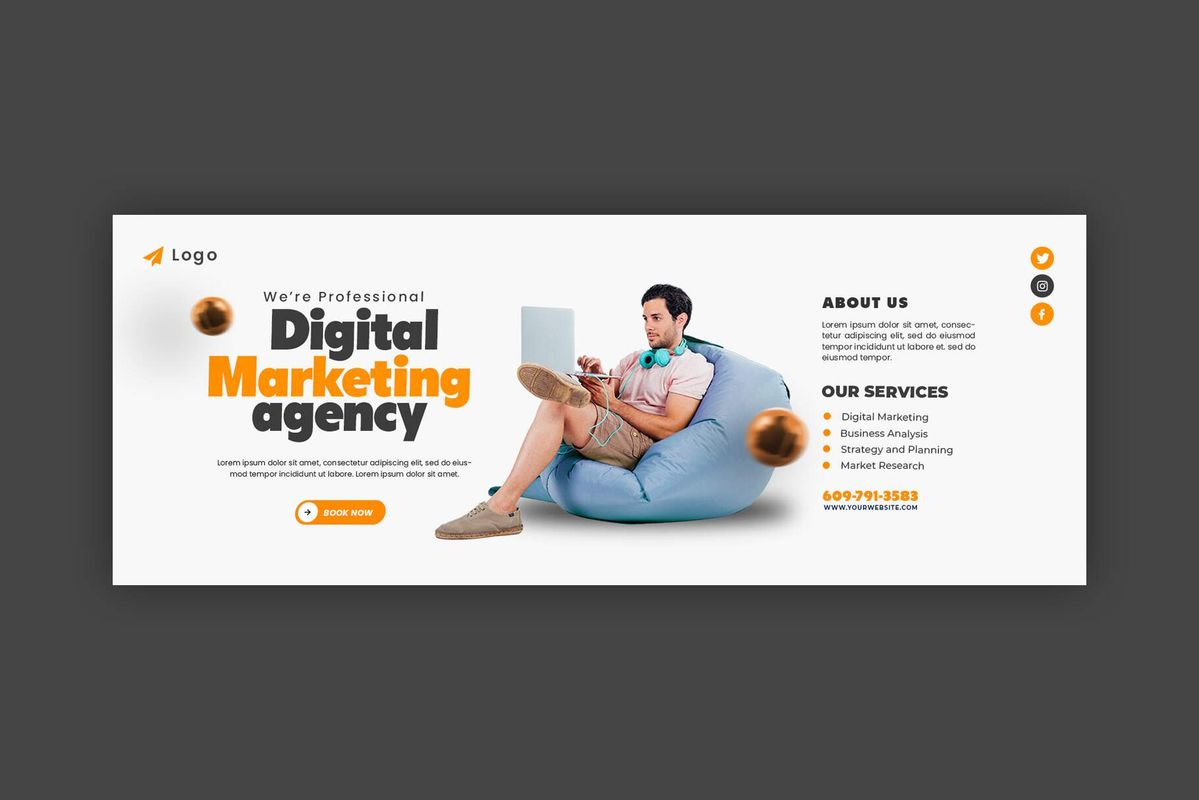 Logo
We're Professional
Digital
Marketing
agency
Lorem ipsum dolor sit amet, consectetur adipiscing elit, sed do eius-
mod tempor incididunt ut labore. Lorem ipsum dolor sit amet.
BOOK NOW
ABOUT US
Lorem ipsum dolor sit amet, consec-
tetur adipiscing elit, sed do eiusmod
tempor incididunt ut labore et. sed do
eiusmod tempor.
OUR SERVICES
Digital Marketing
Business Analysis
Strategy and Planning
Market Research
609-791-3583
WWW.YOURWEBSITE.COM